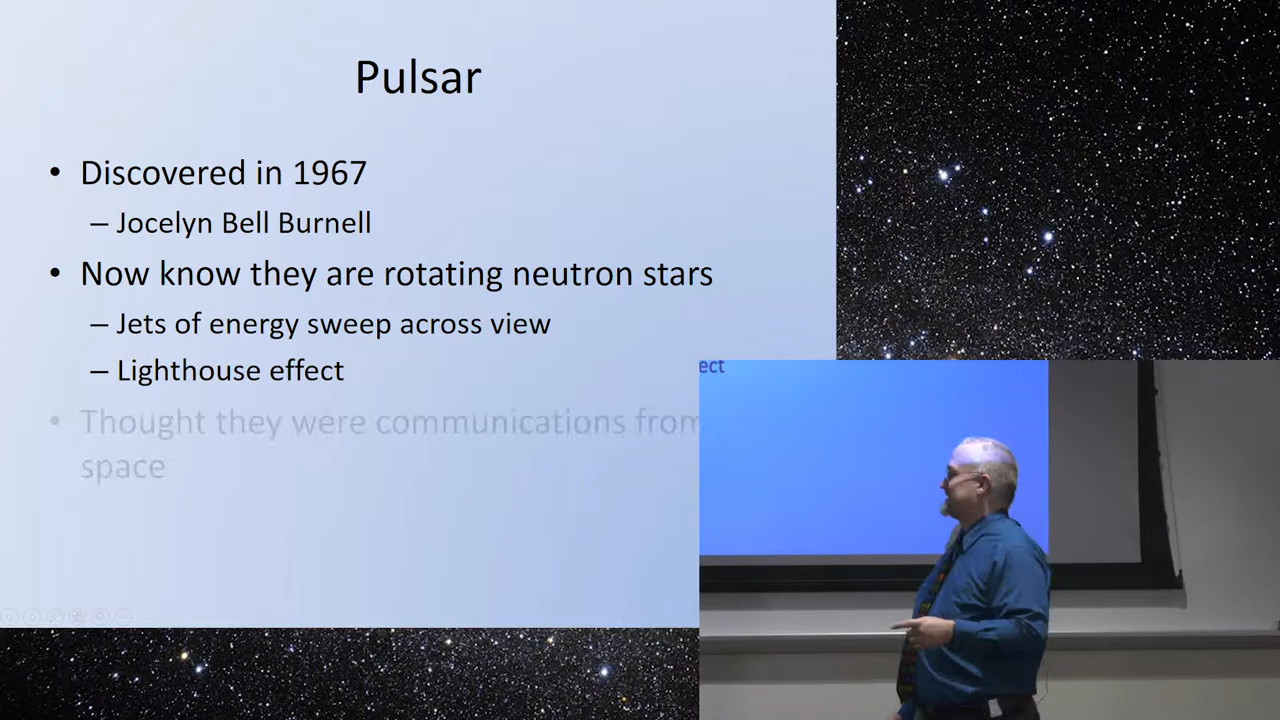 Pulsar
• Discovered in 1967
– Jocelyn Bell Burnell
• Now know they are rotating neutron stars
– Jets of energy sweep across view
– Lighthouse effect
• Thought they were communications from
space
ect